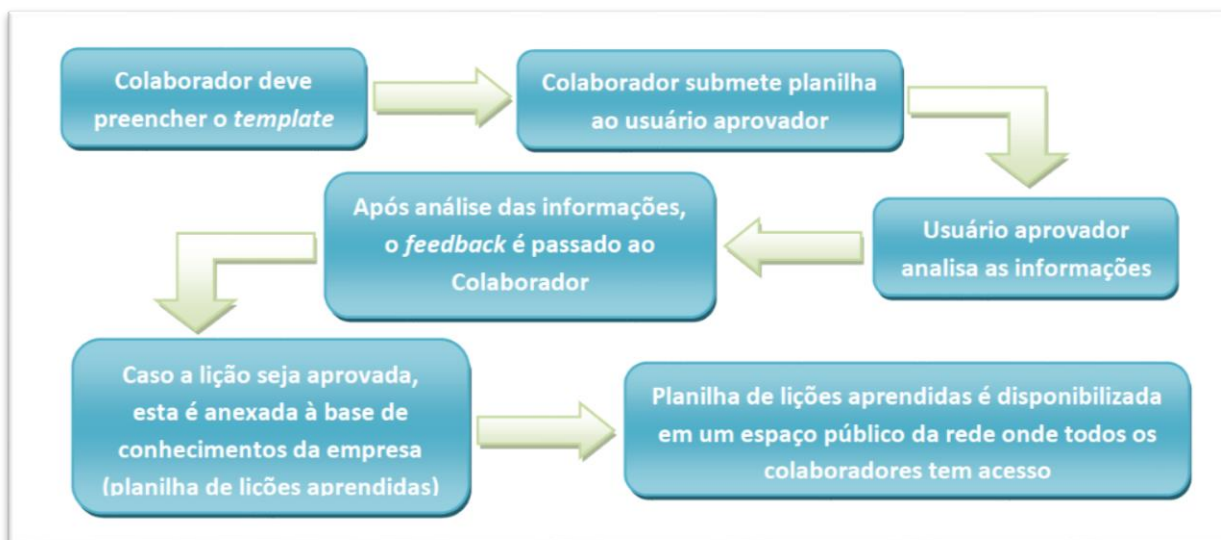 Colaborador deve
preencher o template
Colaborador submete planilha
ao usuário aprovador
Usuário aprovador
analisa as informações
Após análise das informações,
o feedback é passado ao
Colaborador
Caso a lição seja aprovada,
esta é anexada à base de
conhecimentos da empresa
(planilha de lições aprendidas)
Planilha de lições aprendidas é disponibilizada
em um espaço público da rede onde todos os
colaboradores tem acesso